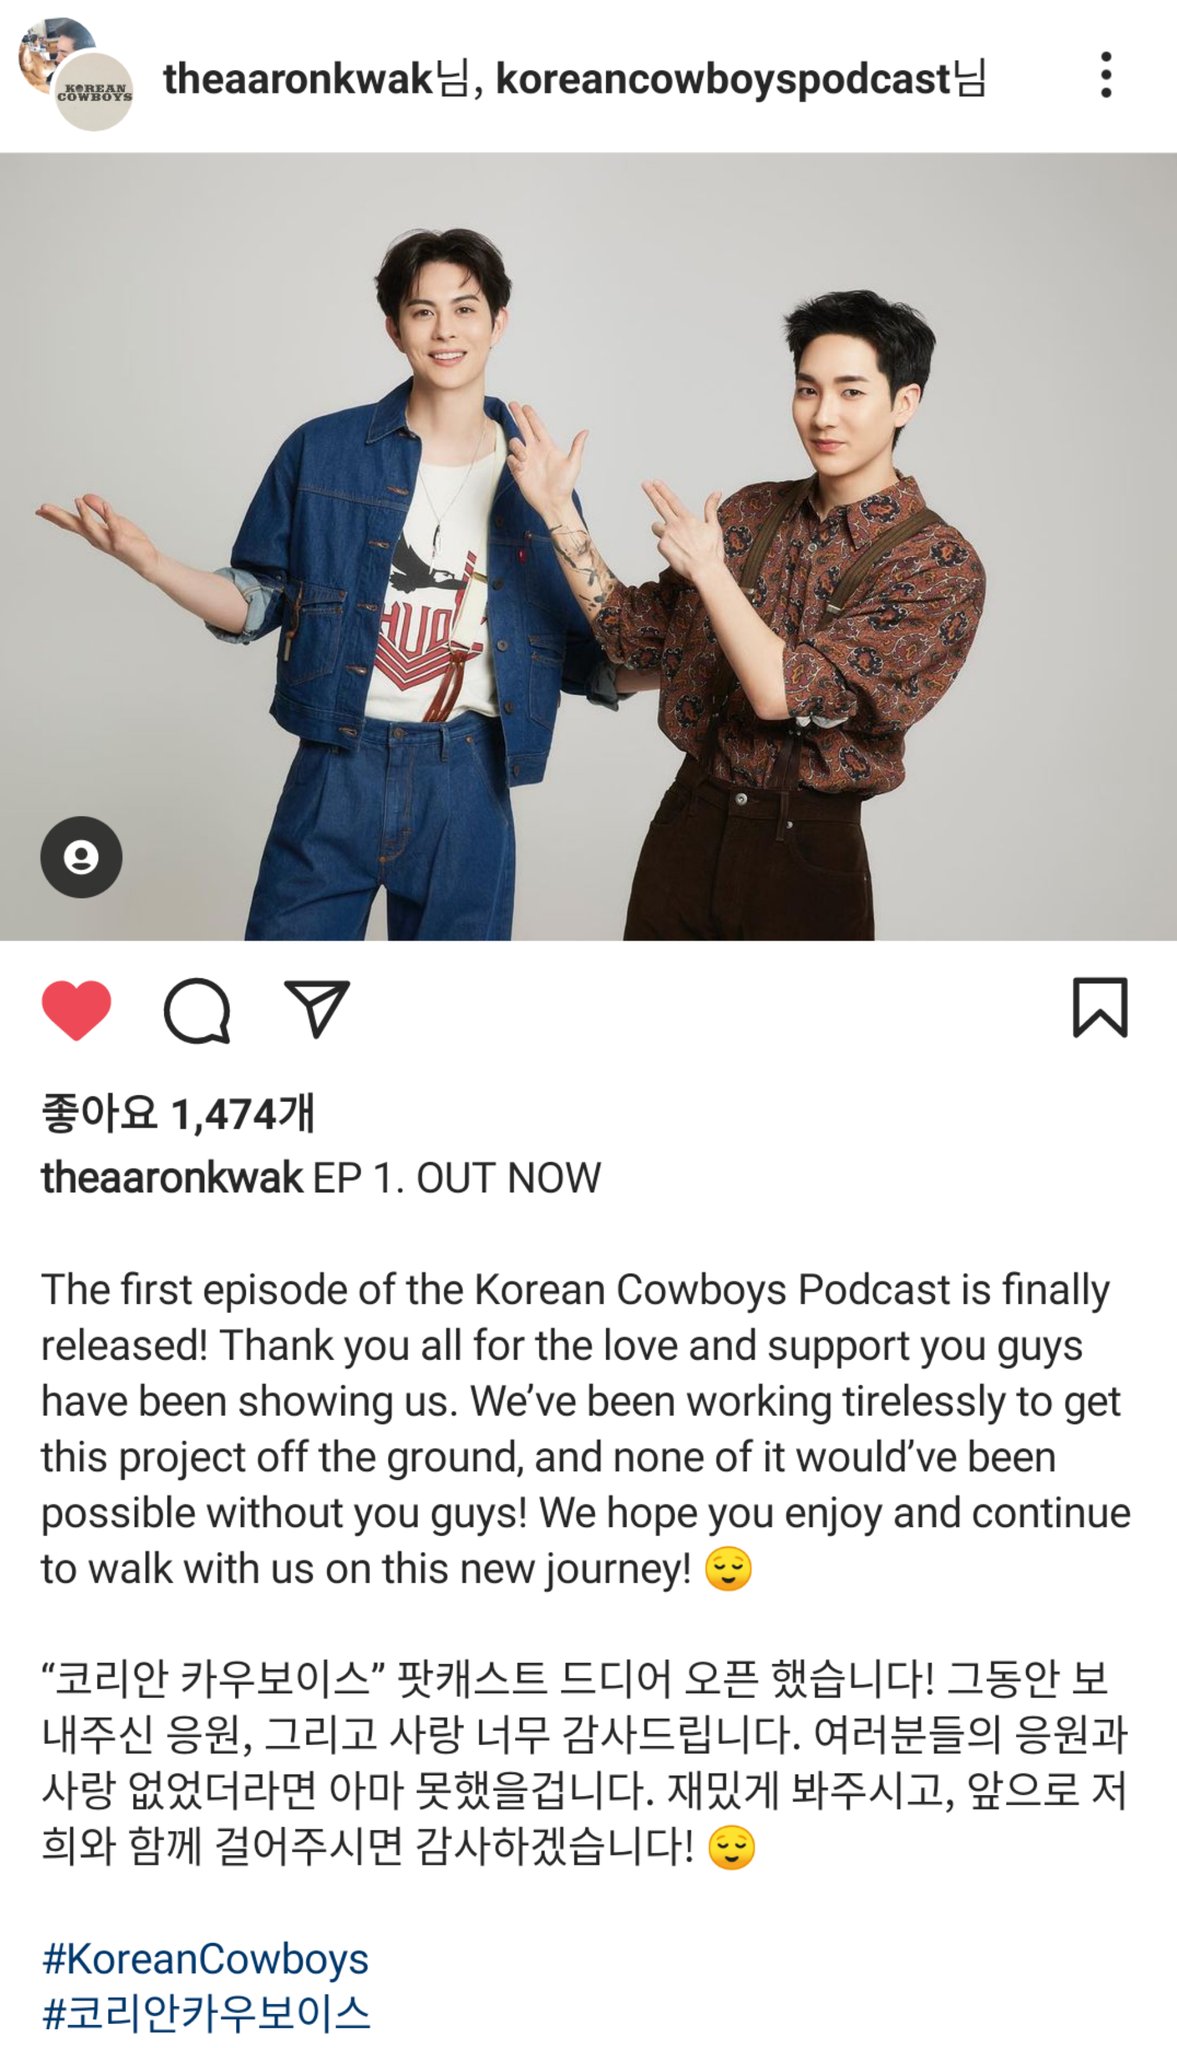 KOREAN
COWBOYS
theaaronkwak님, koreancowboyspodcast님
좋아요 1,474개
theaaronkwak EP 1. OUT NOW
The first episode of the Korean Cowboys Podcast is finally
released! Thank you all for the love and support you guys
have been showing us. We’ve been working tirelessly to get
this project off the ground, and none of it would’ve been
possible without you guys! We hope you enjoy and continue
to walk with us on this new journey! 😌
“코리안 카우보이스” 팟캐스트 드디어 오픈 했습니다! 그동안 보
내주신 응원, 그리고 사랑 너무 감사드립니다. 여러분들의 응원과
사랑 없었더라면 아마 못했을겁니다. 재밌게 봐주시고, 앞으로 저
희와 함께 걸어주시면 감사하겠습니다! 😌
#KoreanCowboys
#코리안카우보이스